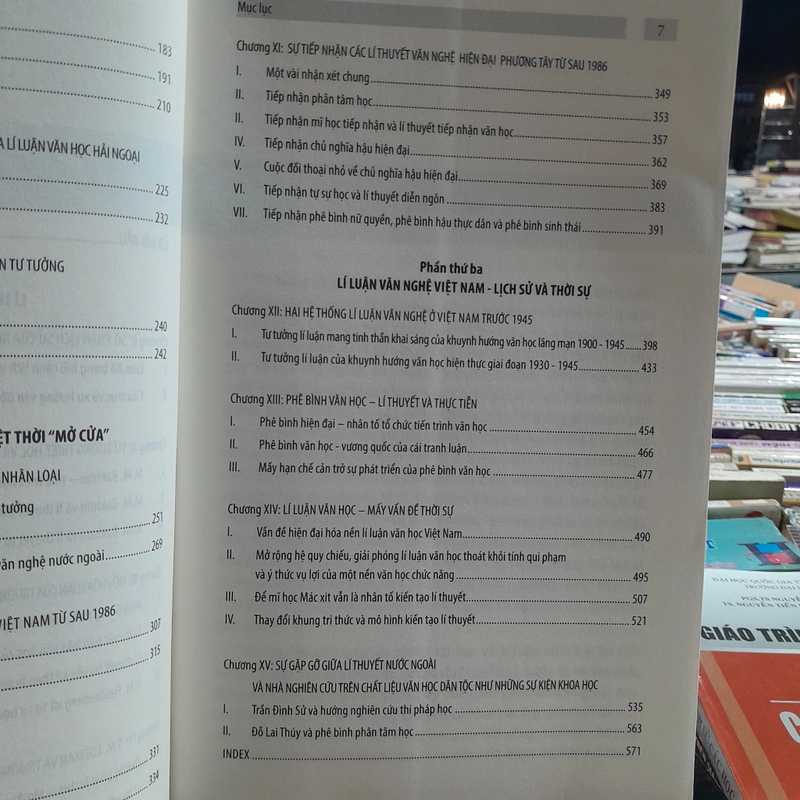 183
191
210
A LÍ LUẬN VĂN HỌC HẢI NGOẠI
225
232
N TƯ TƯỞNG
240
242
ỆT THỜI "MỞ CỬA"
NHÂN LOẠI
tưởng
251
văn nghệ nước ngoài 269
VIỆT NAM TỪ SAU 1986
307
315
331
334
Mục lục 7
Chương XI: SỰ TIẾP NHẬN CÁC LÍ THUYẾT VĂN NGHỆ HIỆN ĐẠI PHƯƠNG TÂY TỪ SAU 1986
I. Một vài nhận xét chung 349
II. Tiếp nhận phân tâm học 353
II. Tiếp nhận mĩ học tiếp nhận và lí thuyết tiếp nhận văn học 357
IV. Tiếp nhận chủ nghĩa hậu hiện đại 362
V. Cuộc đối thoại nhỏ về chủ nghĩa hậu hiện đại 369
VI. Tiếp nhận tự sự học và lí thuyết diễn ngôn 383
VII. Tiếp nhận phê bình nữ quyền, phê bình hậu thực dân và phê bình sinh thái 391
Phần thứ ba
LÍ LUẬN VĂN NGHỆ VIỆT NAM - LỊCH SỬ VÀ THỜI SỰ
Chương XII: HAI HỆ THỐNG LÍ LUẬN VĂN NGHỆ Ở VIỆT NAM TRƯỚC 1945
I. Tư tưởng lí luận mang tinh thần khai sáng của khuynh hướng văn học lãng mạn 1900 - 1945 398
II. Tư tưởng lí luận của khuynh hướng văn học hiện thực giai đoạn 1930 - 1945 433
Chương XIII: PHÊ BÌNH VĂN HỌC – LÍ THUYẾT VÀ THỰC TIỄN
I. Phê bình hiện đại – nhân tố tổ chức tiến trình văn học 454
II. Phê bình văn học - vương quốc của cái tranh luận 466
III. Mấy hạn chế cản trở sự phát triển của phê bình văn học 477
Chương XIV: LÍ LUẬN VĂN HỌC – MẤY VẤN ĐỀ THỜI SỰ
I. Vấn đề hiện đại hóa nền lí luận văn học Việt Nam 490
II. Mở rộng hệ quy chiếu, giải phóng lí luận văn học thoát khỏi tính qui phạm
và ý thức vụ lợi của một nền văn học chức năng 495
III. Để mĩ học Mác xit vẫn là nhân tố kiến tạo lí thuyết 507
IV. Thay đổi khung tri thức và mô hình kiến tạo lí thuyết 521
Chương XV: SỰ GẶP GỠ GIỮA LÍ THUYẾT NƯỚC NGOÀI
VÀ NHÀ NGHIÊN CỨU TRÊN CHẤT LIỆU VĂN HỌC DÂN TỘC NHƯ NHỮNG SỰ KIỆN KHOA HỌC
I. Trần Đình Sử và hướng nghiên cứu thi pháp học 535
II. Đỗ Lai Thúy và phê bình phân tâm học 563
INDEX 571
ĐẠI HỌC QUỐC GIA
TRƯỜNG ĐẠI
PGS.TS NGUYỄN
TS. NGUYỄN TIẾN
GIÁO TRÌ